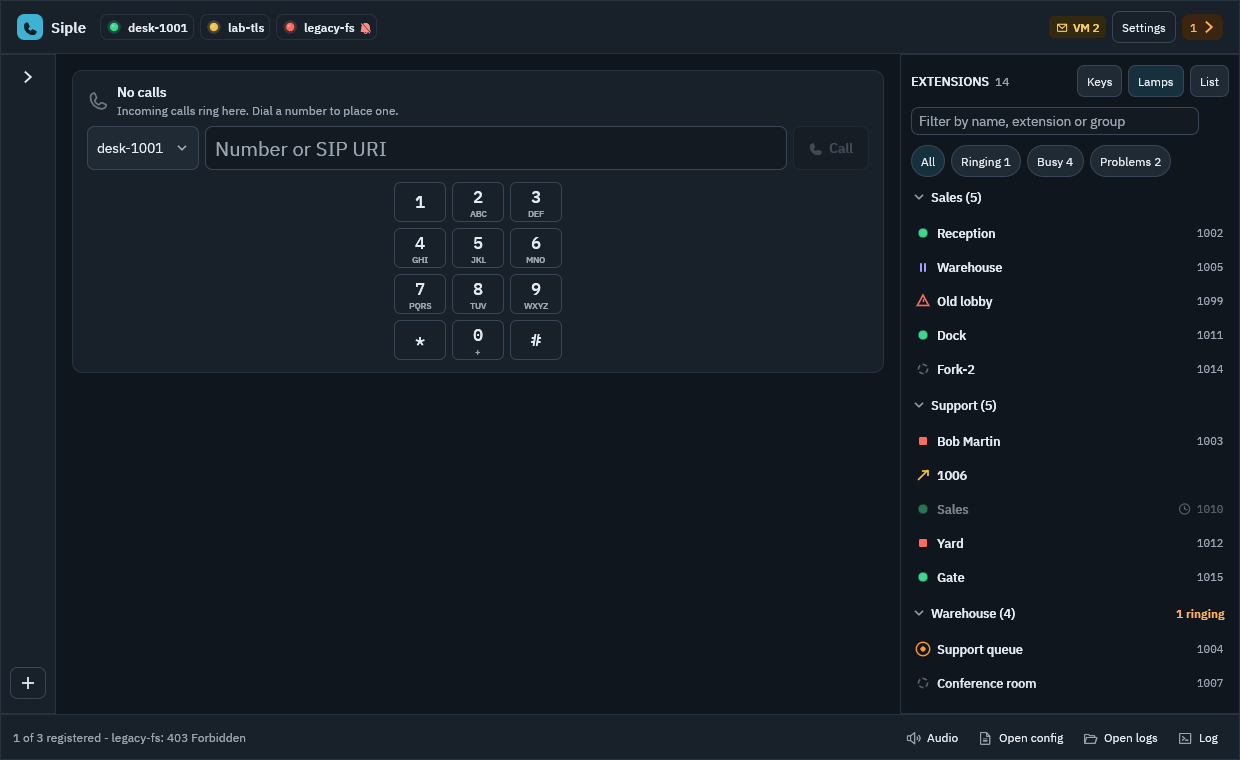 Siple desk-1001 lab-tls legacy-fs VM 2 Settings 1
No calls
Incoming calls ring here. Dial a number to place one.
desk-1001 Number or SIP URI Call
1 2 ABC 3 DEF
4 GHI 5 JKL 6 MNO
7 PQRS 8 TUV 9 WXYZ
* 0 + #
EXTENSIONS 14 Keys Lamps List
Filter by name, extension or group
All Ringing 1 Busy 4 Problems 2
Sales (5)
Reception 1002
Warehouse 1005
Old lobby 1099
Dock 1011
Fork-2 1014
Support (5)
Bob Martin 1003
1006
Sales 1010
Yard 1012
Gate 1015
Warehouse (4) 1 ringing
Support queue 1004
Conference room 1007
1 of 3 registered - legacy-fs: 403 Forbidden Audio Open config Open logs Log